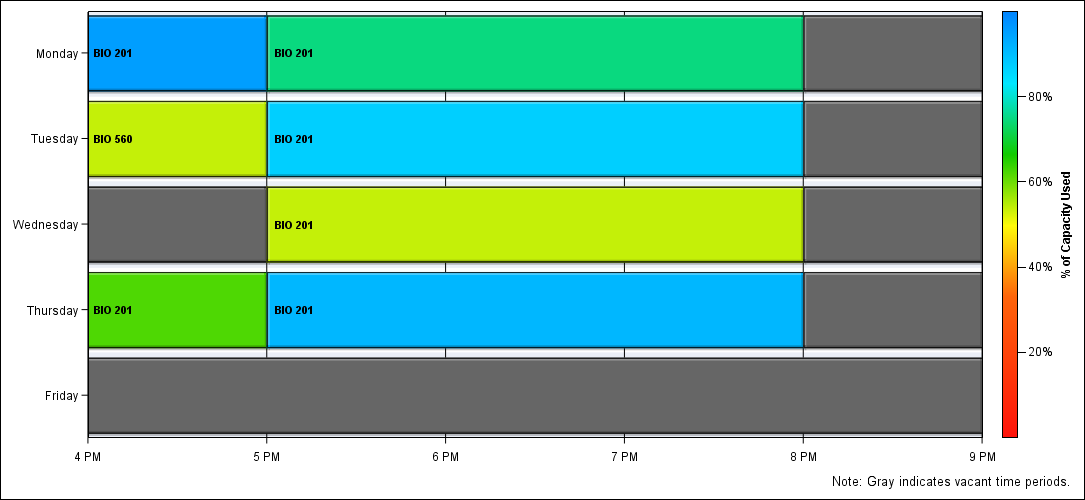 Monday
BIO 201
BIO 201
Tuesday
BIO 560
BIO 201
Wednesday
BIO 201
Thursday
BIO 201
BIO 201
Friday
4 PM
5 PM
6 PM
7 PM
8 PM
9 PM
80%
60%
40%
20%
% of Capacity Used
Note: Gray indicates vacant time periods.